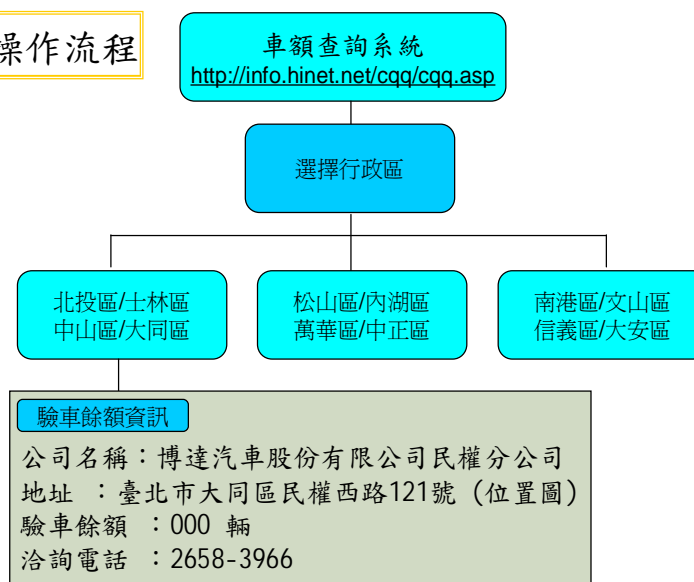 操作流程
車額查詢系統
http://info.hinet.net/cqq/cqq.asp
選擇行政區
北投區/士林區
中山區/大同區
松山區/內湖區
萬華區/中正區
南港區/文山區
信義區/大安區
驗車餘額資訊
公司名稱：博達汽車股份有限公司民權分公司
地址 ：臺北市大同區民權西路121號 (位置圖)
驗車餘額 ：000 輛
洽詢電話 ：2658-3966